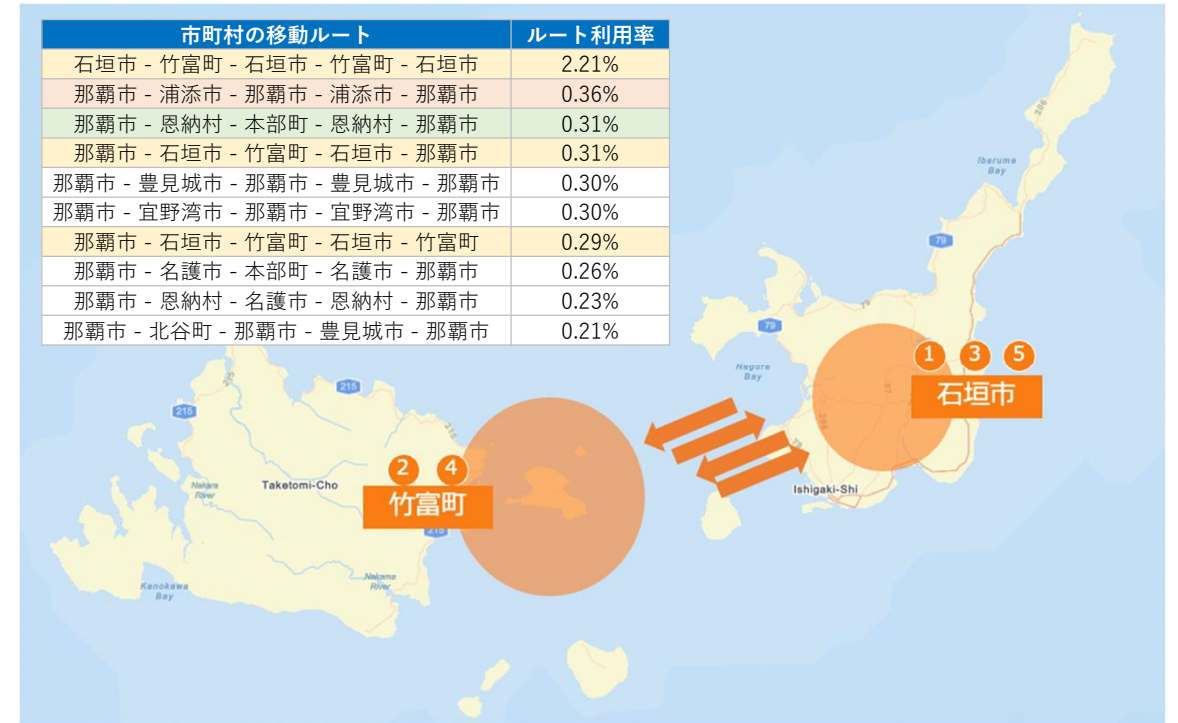 市町村の移動ルート ルート利用率
石垣市 - 竹富町 - 石垣市 - 竹富町 - 石垣市 2.21%
那覇市 - 浦添市 - 那覇市 - 浦添市 - 那覇市 0.36%
那覇市 - 恩納村 - 本部町 - 恩納村 - 那覇市 0.31%
那覇市 - 石垣市 - 竹富町 - 石垣市 - 那覇市 0.31%
那覇市 - 豊見城市 - 那覇市 - 豊見城市 - 那覇市 0.30%
那覇市 - 宜野湾市 - 那覇市 - 宜野湾市 - 那覇市 0.30%
那覇市 - 石垣市 - 竹富町 - 石垣市 - 竹富町 0.29%
那覇市 - 名護市 - 本部町 - 名護市 - 那覇市 0.26%
那覇市 - 恩納村 - 名護市 - 恩納村 - 那覇市 0.23%
那覇市 - 北谷町 - 那覇市 - 豊見城市 - 那覇市 0.21%
206
Ibaruma
Bay
79
79
79
Nagura
Bay
1 3 5
石垣市
87
79
Ishigaki-Shi
215
215
215
2 4
竹富町
215
Nakara
River
Taketomi-Cho
Nakama
River
Kanokawa
Bay